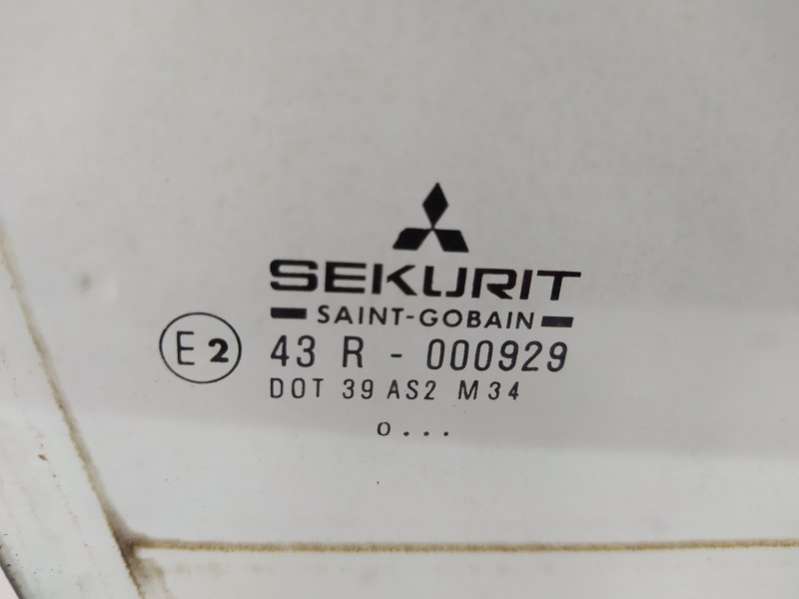 SEKURIT
SAINT-GOBAIN
E2 43 R - 000929
DOT 39 AS2 M34
o...